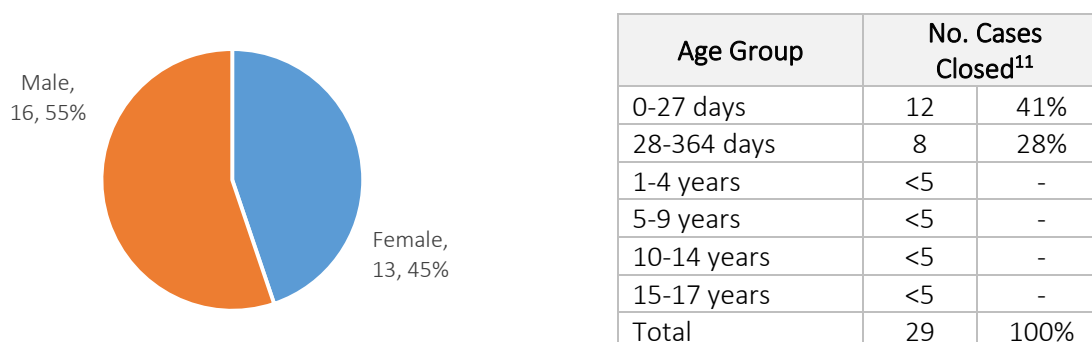 Male,
16, 55%
Female,
13, 45%
Age Group No. Cases
Closed11
0-27 days 12 41%
28-364 days 8 28%
1-4 years <5 -
5-9 years <5 -
10-14 years <5 -
15-17 years <5 -
Total 29 100%